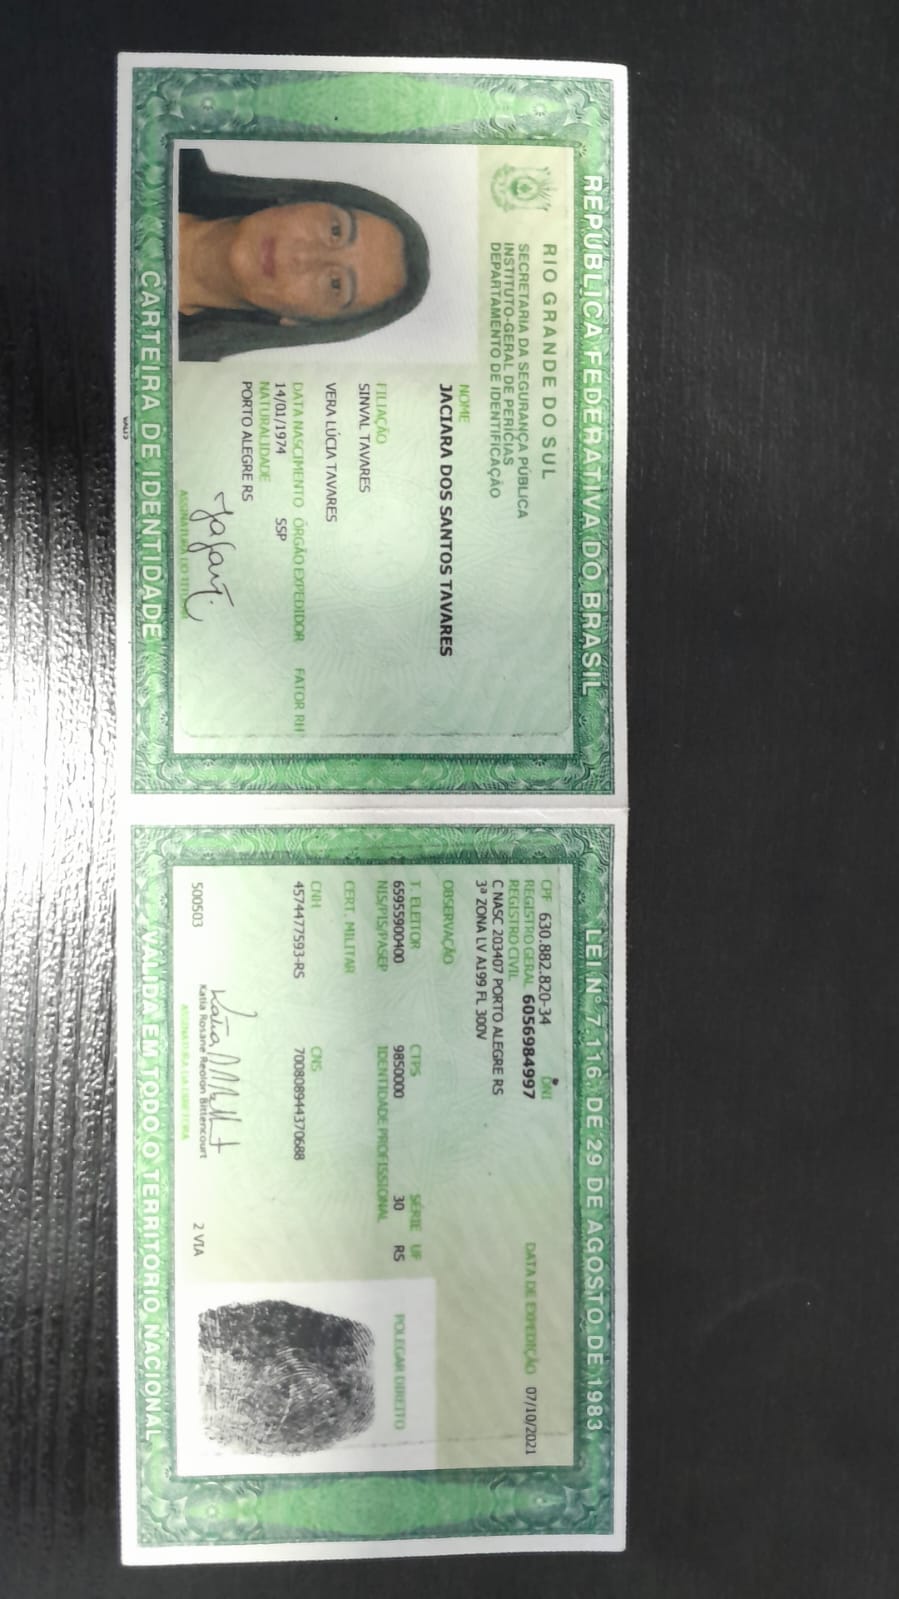 REPÚBLICA FEDERATIVA DO BRASIL
RIO GRANDE DO SUL
SECRETARIA DA SEGURANÇA PÚBLICA
INSTITUTO-GERAL DE PERÍCIAS
DEPARTAMENTO DE IDENTIFICAÇÃO
NOME
JACIARA DOS SANTOS TAVARES
FILIAÇÃO
SINVAL TAVARES
VERA LÚCIA TAVARES
DATA NASCIMENTO ÓRGÃO EXPEDIDOR FATOR RH
14/01/1974 SSP
NATURALIDADE
PORTO ALEGRE RS
ASSINATURA DO TITULAR
CARTEIRA DE IDENTIDADE
LEI Nº 7.116, DE 29 DE AGOSTO DE 1983
CPF 630.882.820-34 DNI
REGISTRO GERAL 6056984997 DATA DE EXPEDIÇÃO 07/10/2021
REGISTRO CIVIL
C NASC 203407 PORTO ALEGRE RS
3ª ZONA LV A199 FL 300V
OBSERVAÇÃO
T. ELEITOR CTPS SÉRIE UF
65955900400 9850000 30 RS
NIS/PIS/PASEP IDENTIDADE PROFISSIONAL
POLEGAR DIREITO
CERT. MILITAR
CNH CNS
4574477593-RS 700808944370688
Katia Rosane Reolon Bittencourt
500503 2 VIA
ASSINATURA DA DIRETORA
VÁLIDA EM TODO O TERRITÓRIO NACIONAL